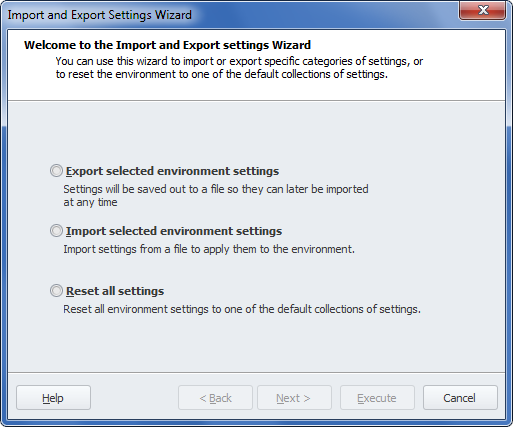 Import and Export Settings Wizard
Welcome to the Import and Export settings Wizard
You can use this wizard to import or export specific categories of settings, or
to reset the environment to one of the default collections of settings.
Export selected environment settings
Settings will be saved out to a file so they can later be imported
at any time
Import selected environment settings
Import settings from a file to apply them to the environment.
Reset all settings
Reset all environment settings to one of the default collections of settings.
Help
< Back
Next >
Execute
Cancel